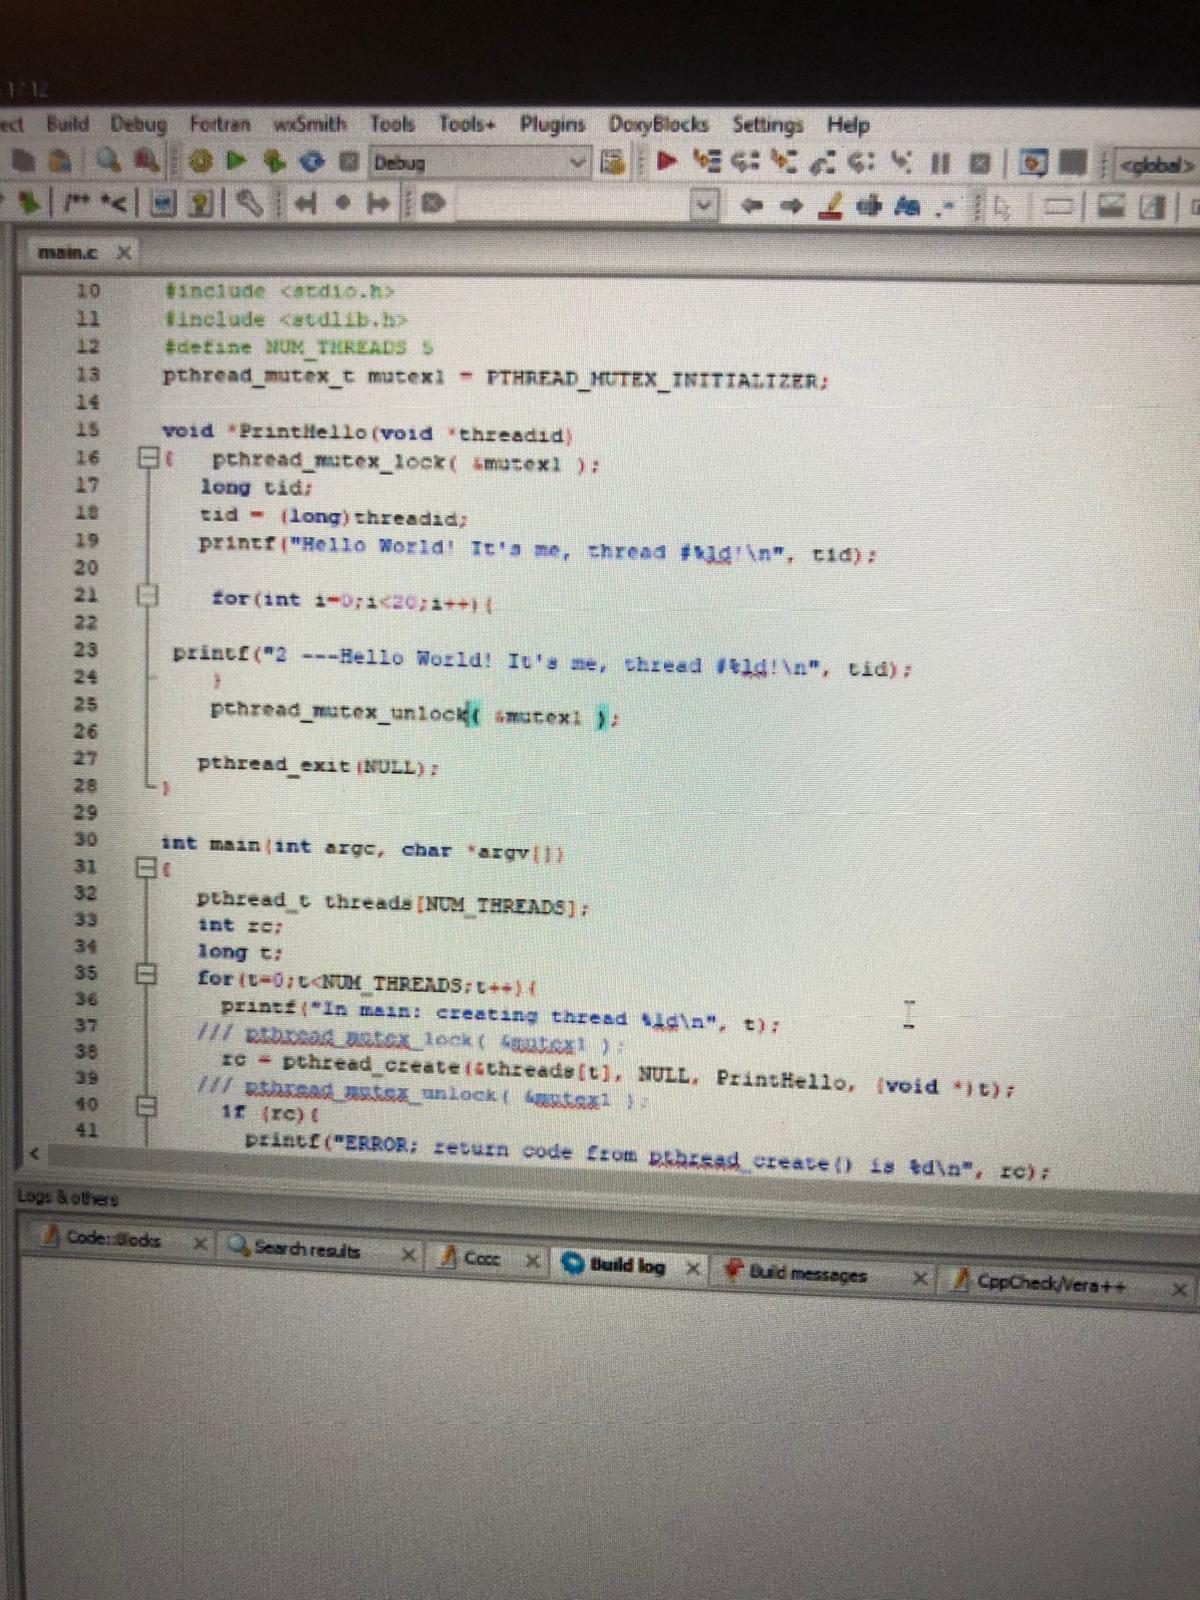 17:12
ect Build Debug Fortran wxSmith Tools Tools+ Plugins DoxyBlocks Settings Help
Debug <global>
/** *<
main.c
10 #include <stdio.h>
11 #include <stdlib.h>
12 #define NUM_THREADS 5
13 pthread_mutex_t mutex1 = PTHREAD_MUTEX_INITIALIZER;
14
15 void *PrintHello(void *threadid)
16 { pthread_mutex_lock( &mutex1 );
17 long tid;
18 tid = (long)threadid;
19 printf("Hello World! It's me, thread #%ld!\n", tid);
20
21 for(int i=0;i<20;i++){
22
23 printf("2 ---Hello World! It's me, thread #%ld!\n", tid);
24 }
25 pthread_mutex_unlock( &mutex1 );
26
27 pthread_exit(NULL);
28 }
29
30 int main(int argc, char *argv[])
31 {
32 pthread_t threads[NUM_THREADS];
33 int rc;
34 long t;
35 for(t=0;t<NUM_THREADS;t++){
36 printf("In main: creating thread %ld\n", t);
37 /// pthread_mutex_lock( &mutex1 );
38 rc = pthread_create(&threads[t], NULL, PrintHello, (void *)t);
39 /// pthread_mutex_unlock( &mutex1 );
40 if (rc){
41 printf("ERROR; return code from pthread_create() is %d\n", rc);
Logs & others
Code::Blocks Search results Cccc Build log Build messages CppCheck/Vera++